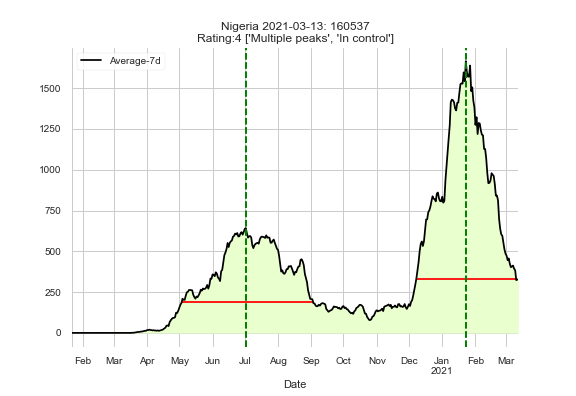 Nigeria 2021-03-13: 160537
Rating:4 ['Multiple peaks', 'In control']
Average-7d
1500
1250
1000
750
500
250
0
Feb Mar Apr May Jun Jul Aug Sep Oct Nov Dec Jan Feb Mar
2021
Date